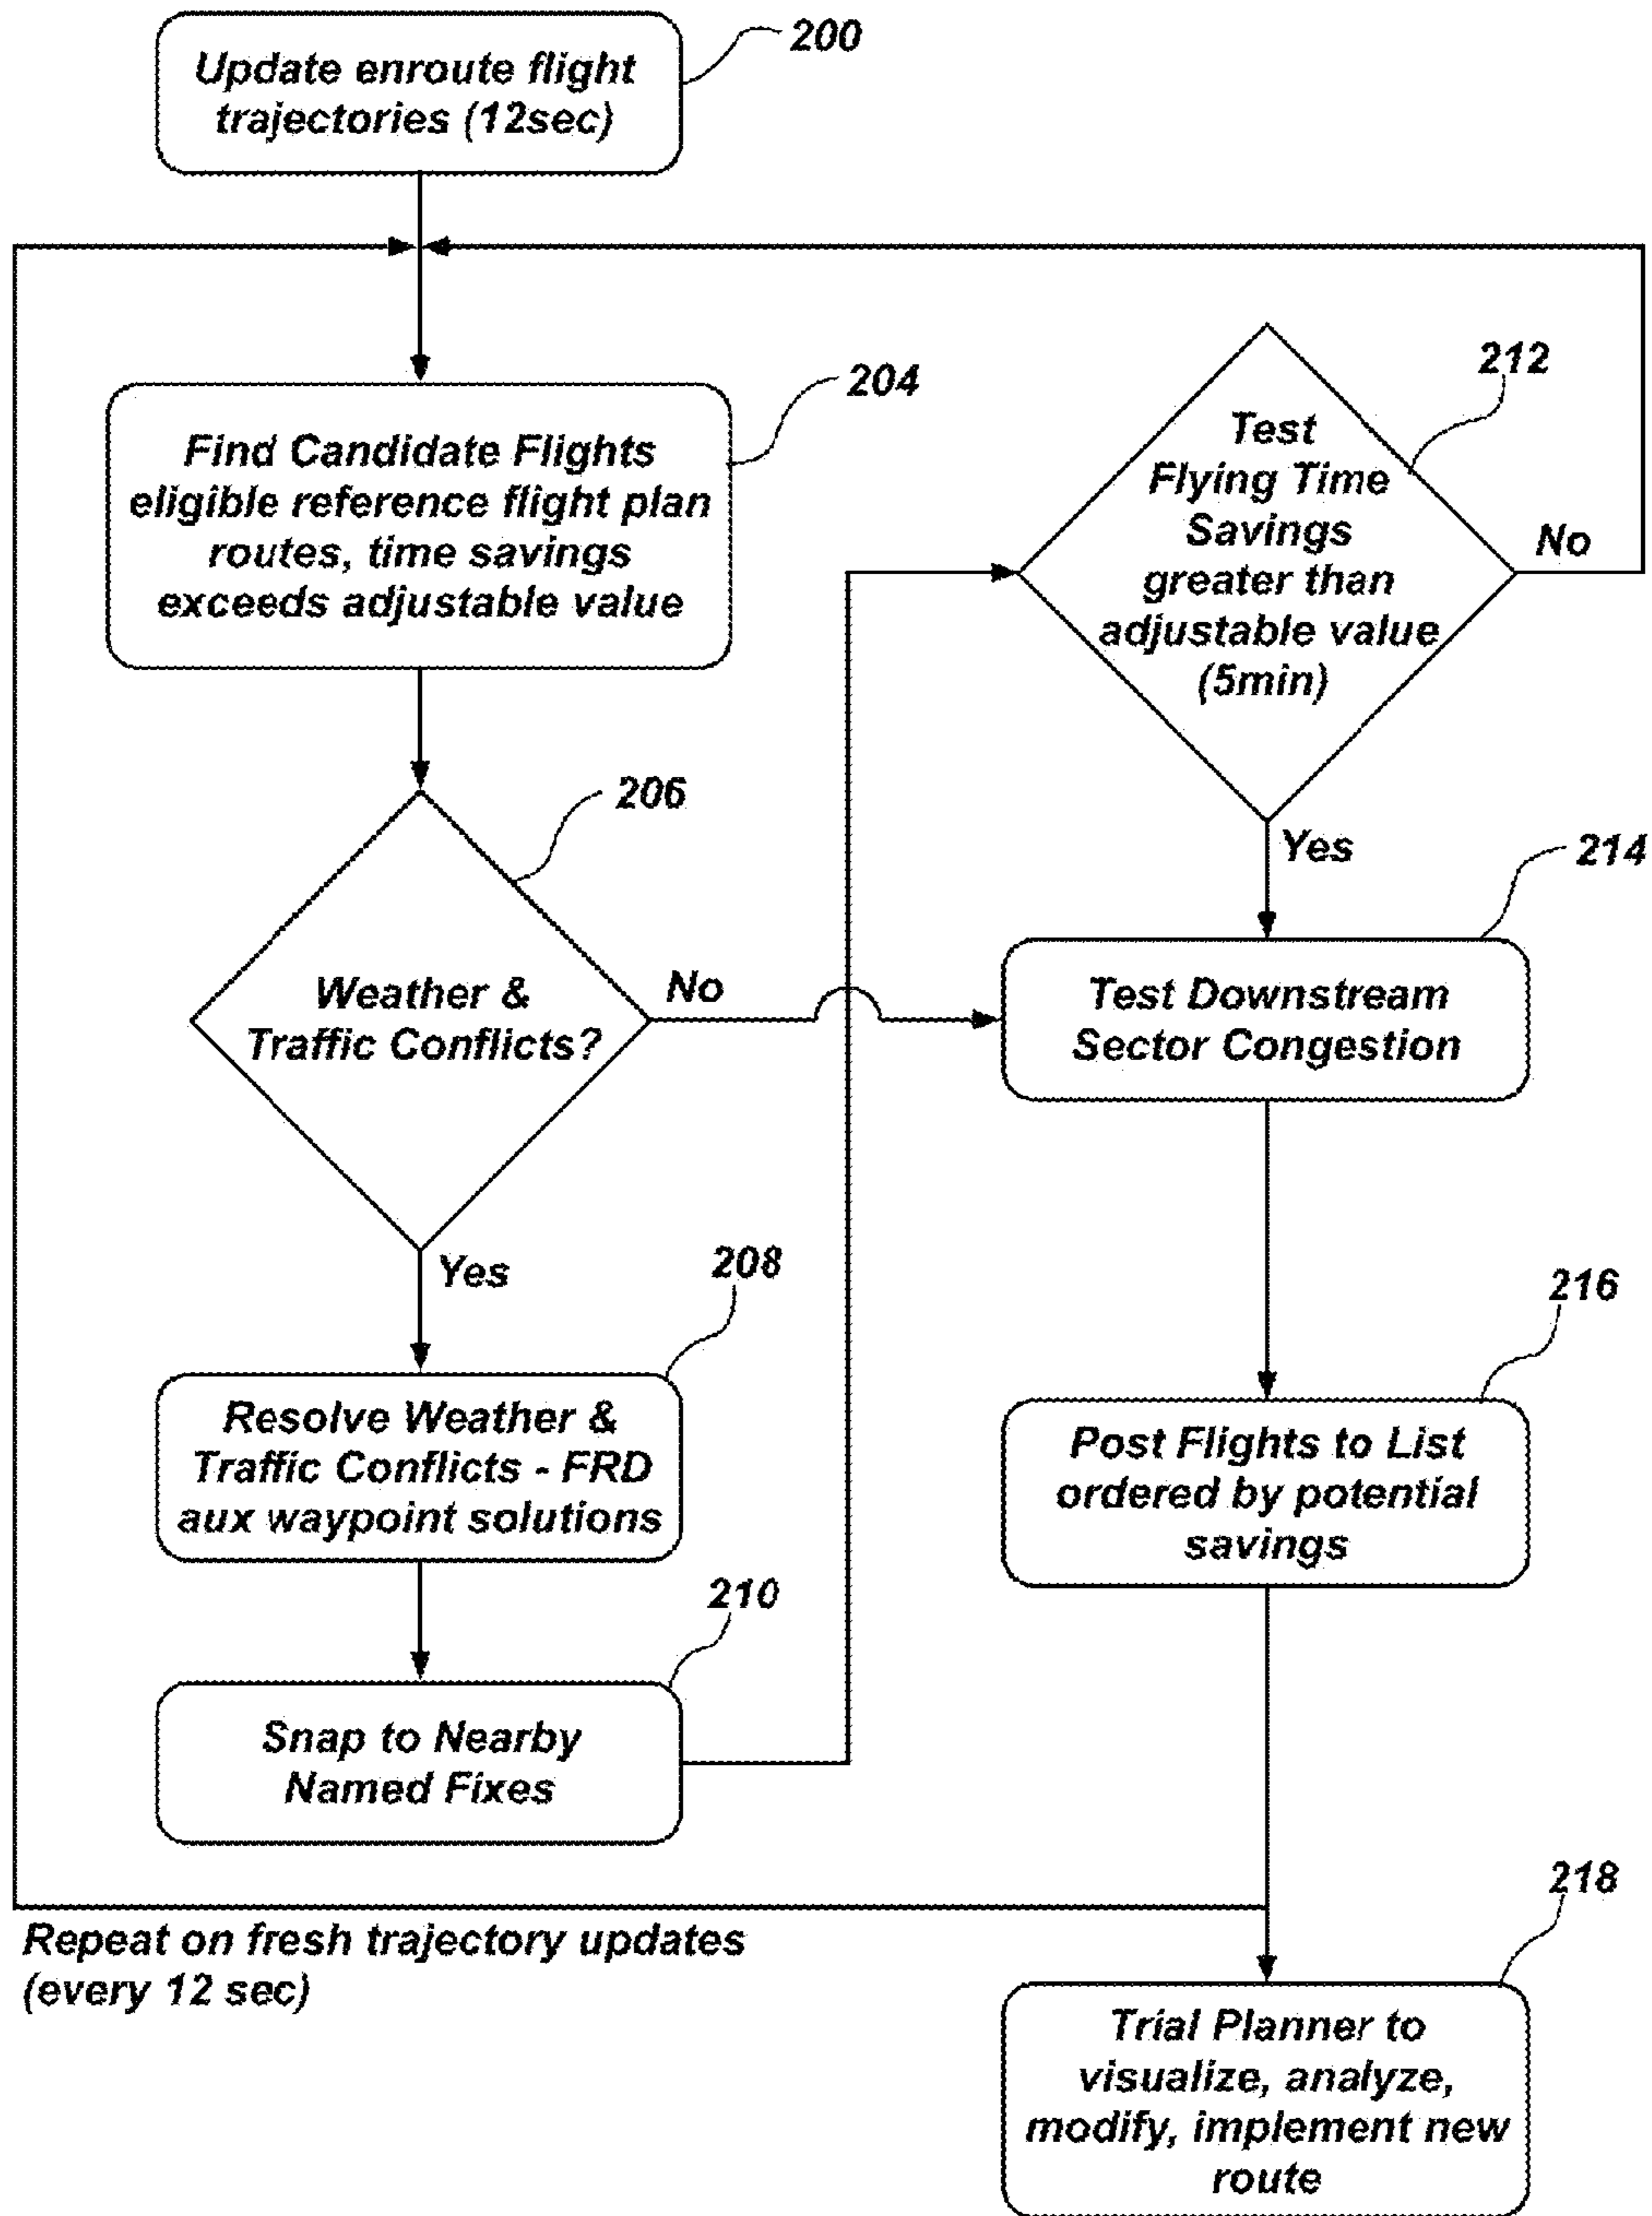 200
Update enroute flight
trajectories (12sec)
204
Find Candidate Flights
eligible reference flight plan
routes, time savings
exceeds adjustable value
206
Weather &
Traffic Conflicts?
No
Yes
208
Resolve Weather &
Traffic Conflicts - FRD
aux waypoint solutions
210
Snap to Nearby
Named Fixes
212
Test
Flying Time
Savings
greater than
adjustable value
(5min)
No
Yes
214
Test Downstream
Sector Congestion
216
Post Flights to List
ordered by potential
savings
Repeat on fresh trajectory updates
(every 12 sec)
218
Trial Planner to
visualize, analyze,
modify, implement new
route